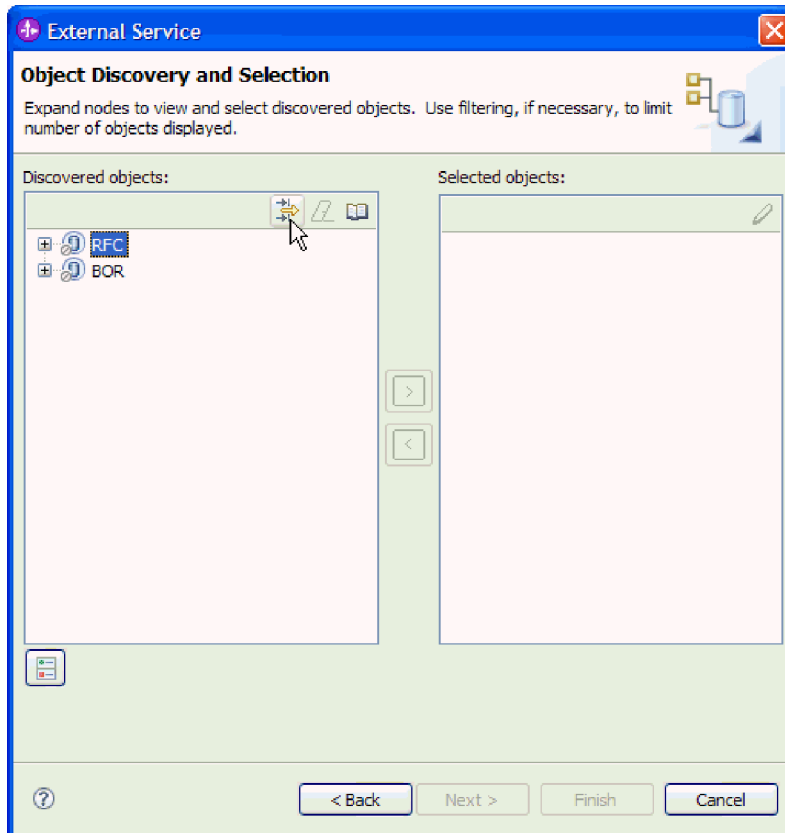 External Service
Object Discovery and Selection
Expand nodes to view and select discovered objects. Use filtering, if necessary, to limit
number of objects displayed.
Discovered objects:
Selected objects:
RFC
BOR
>
<
?
< Back
Next >
Finish
Cancel